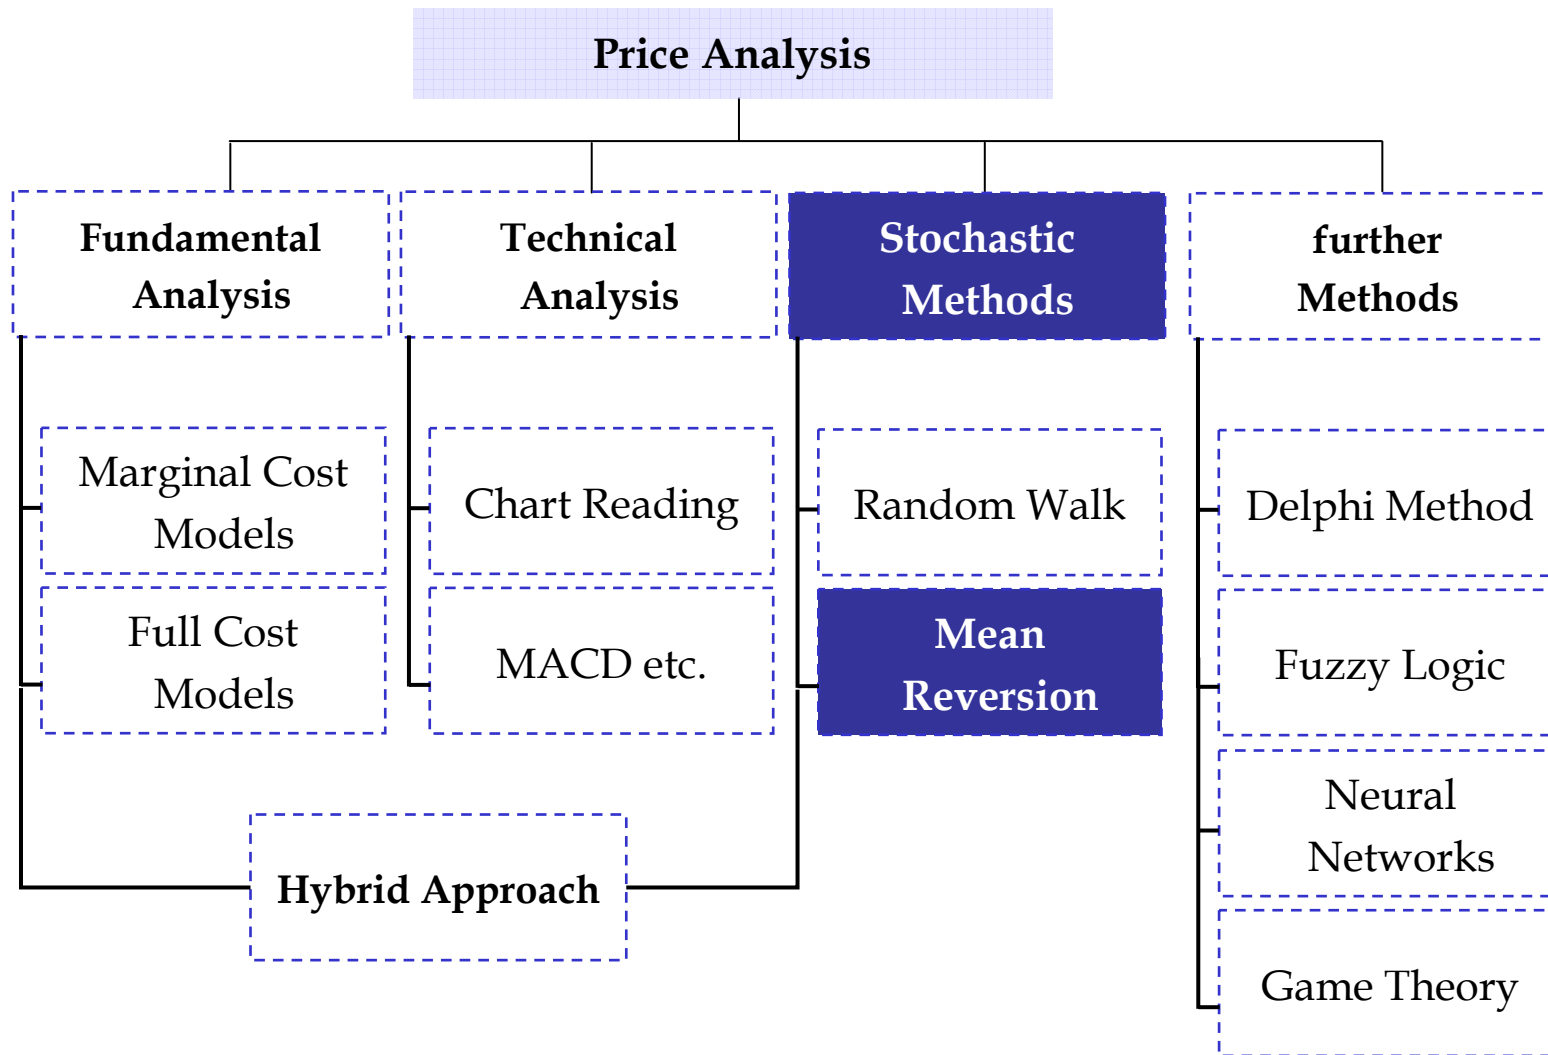 Price Analysis
Fundamental
Analysis
Technical
Analysis
Stochastic
Methods
further
Methods
Marginal Cost
Models
Full Cost
Models
Chart Reading
MACD etc.
Random Walk
Mean
Reversion
Delphi Method
Fuzzy Logic
Neural
Networks
Game Theory
Hybrid Approach